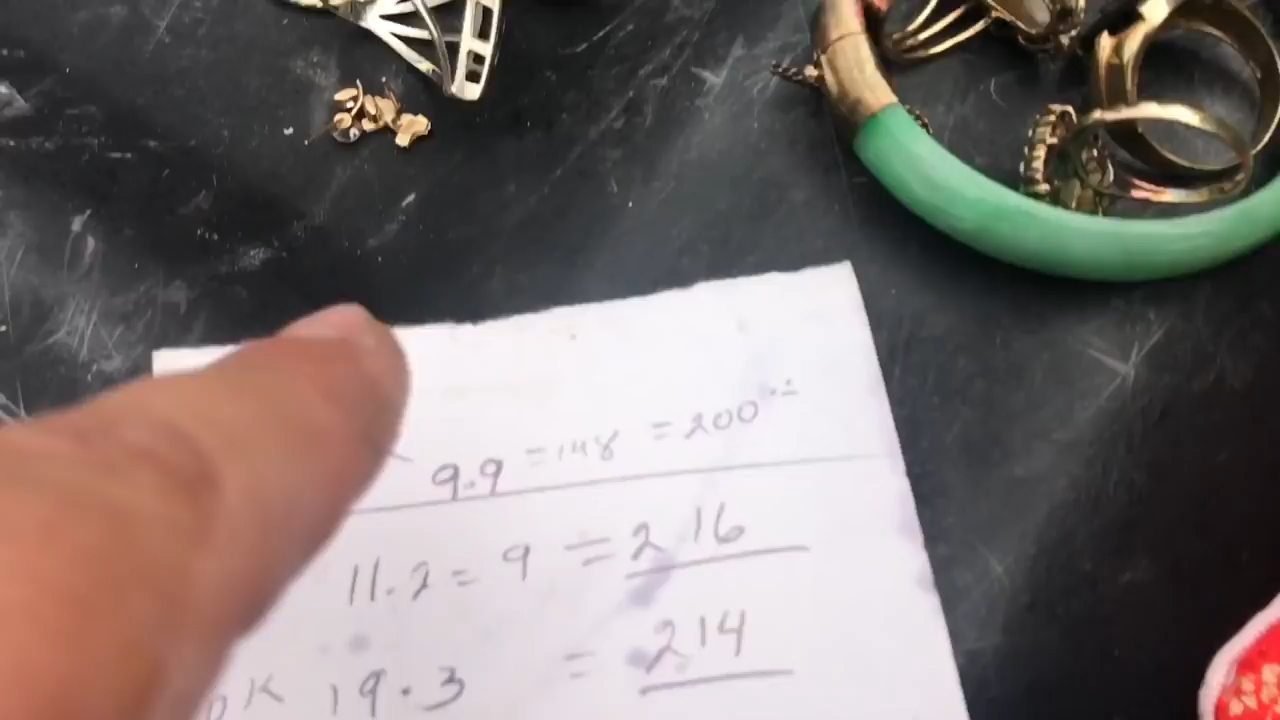 9.9 = 148 = 200
11.2 = 9 = 216
K 19.3 = 214